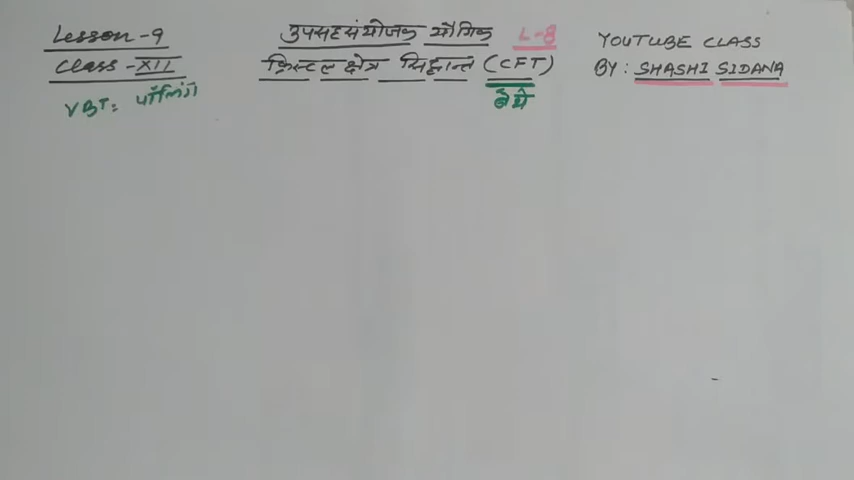 Lesson - 9
Class - XII
VBT: पॉलिंग
उपसहसंयोजक यौगिक L-8
क्रिस्टल क्षेत्र सिद्धान्त (CFT)
बेथे
YOUTUBE CLASS
BY: SHASHI SIDANA